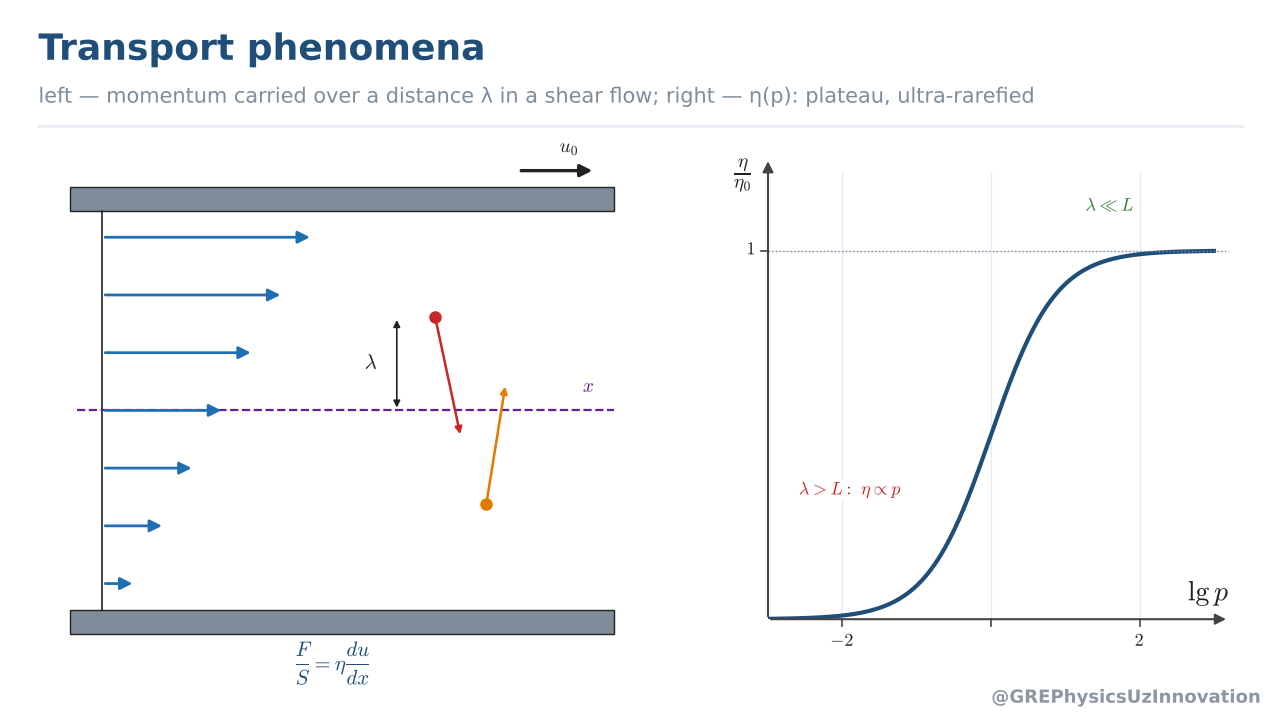 Transport phenomena
left — momentum carried over a distance λ in a shear flow; right — η(p): plateau, ultra-rarefied
u₀
λ
x
F/S = η du/dx
η/η₀
1
λ ≪ L
λ > L : η ∝ p
lg p
−2
2
@GREPhysicsUzInnovation